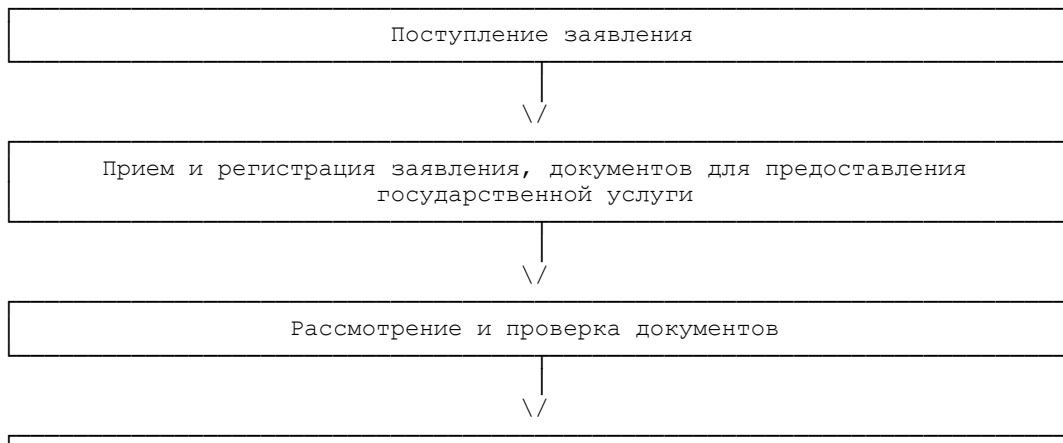 Поступление заявления
Прием и регистрация заявления, документов для предоставления
государственной услуги
Рассмотрение и проверка документов